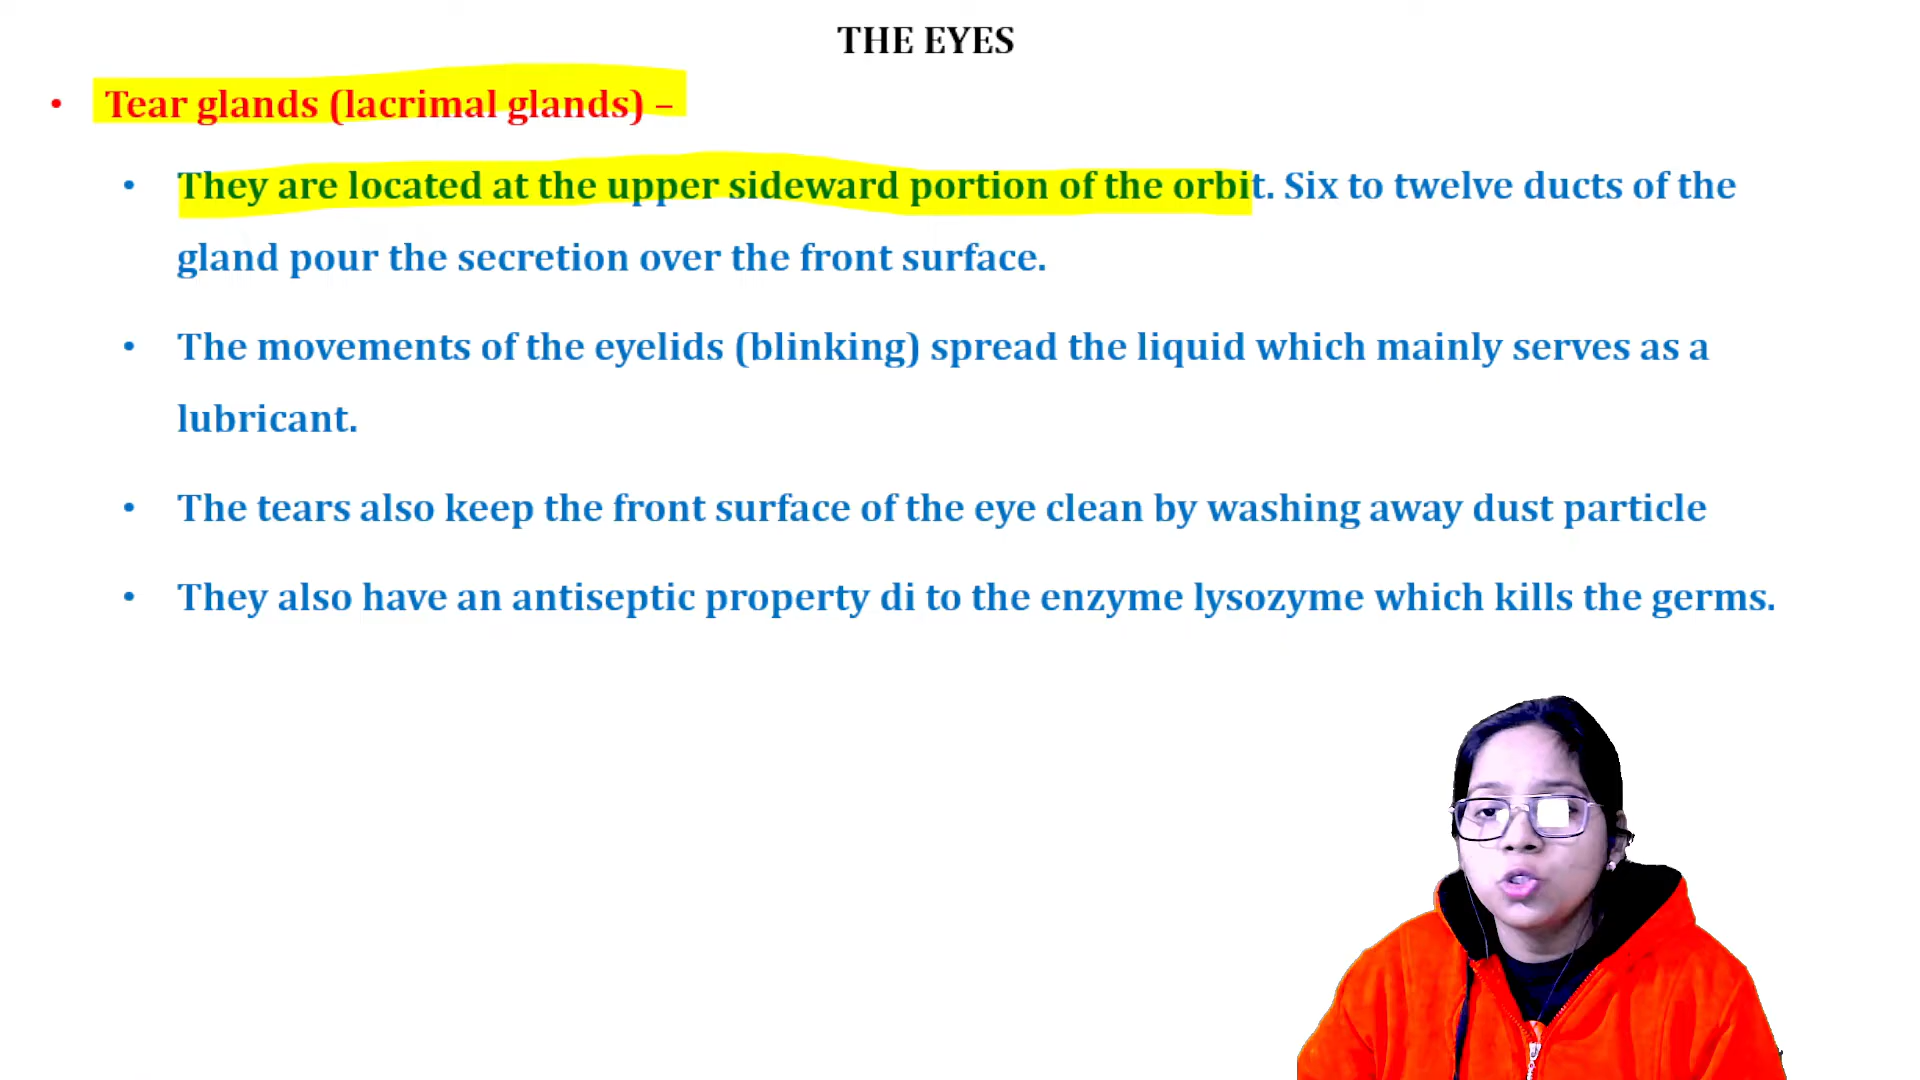 THE EYES
• Tear glands (lacrimal glands) –
• They are located at the upper sideward portion of the orbit. Six to twelve ducts of the
gland pour the secretion over the front surface.
• The movements of the eyelids (blinking) spread the liquid which mainly serves as a
lubricant.
• The tears also keep the front surface of the eye clean by washing away dust particle
• They also have an antiseptic property di to the enzyme lysozyme which kills the germs.